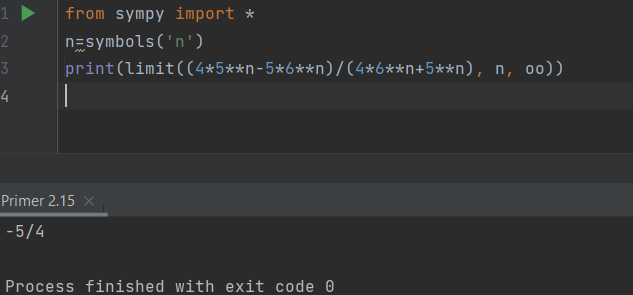 1 from sympy import *
2 n=symbols('n')
3 print(limit((4*5**n-5*6**n)/(4*6**n+5**n), n, oo))
4
Primer 2.15 ×
-5/4
Process finished with exit code 0